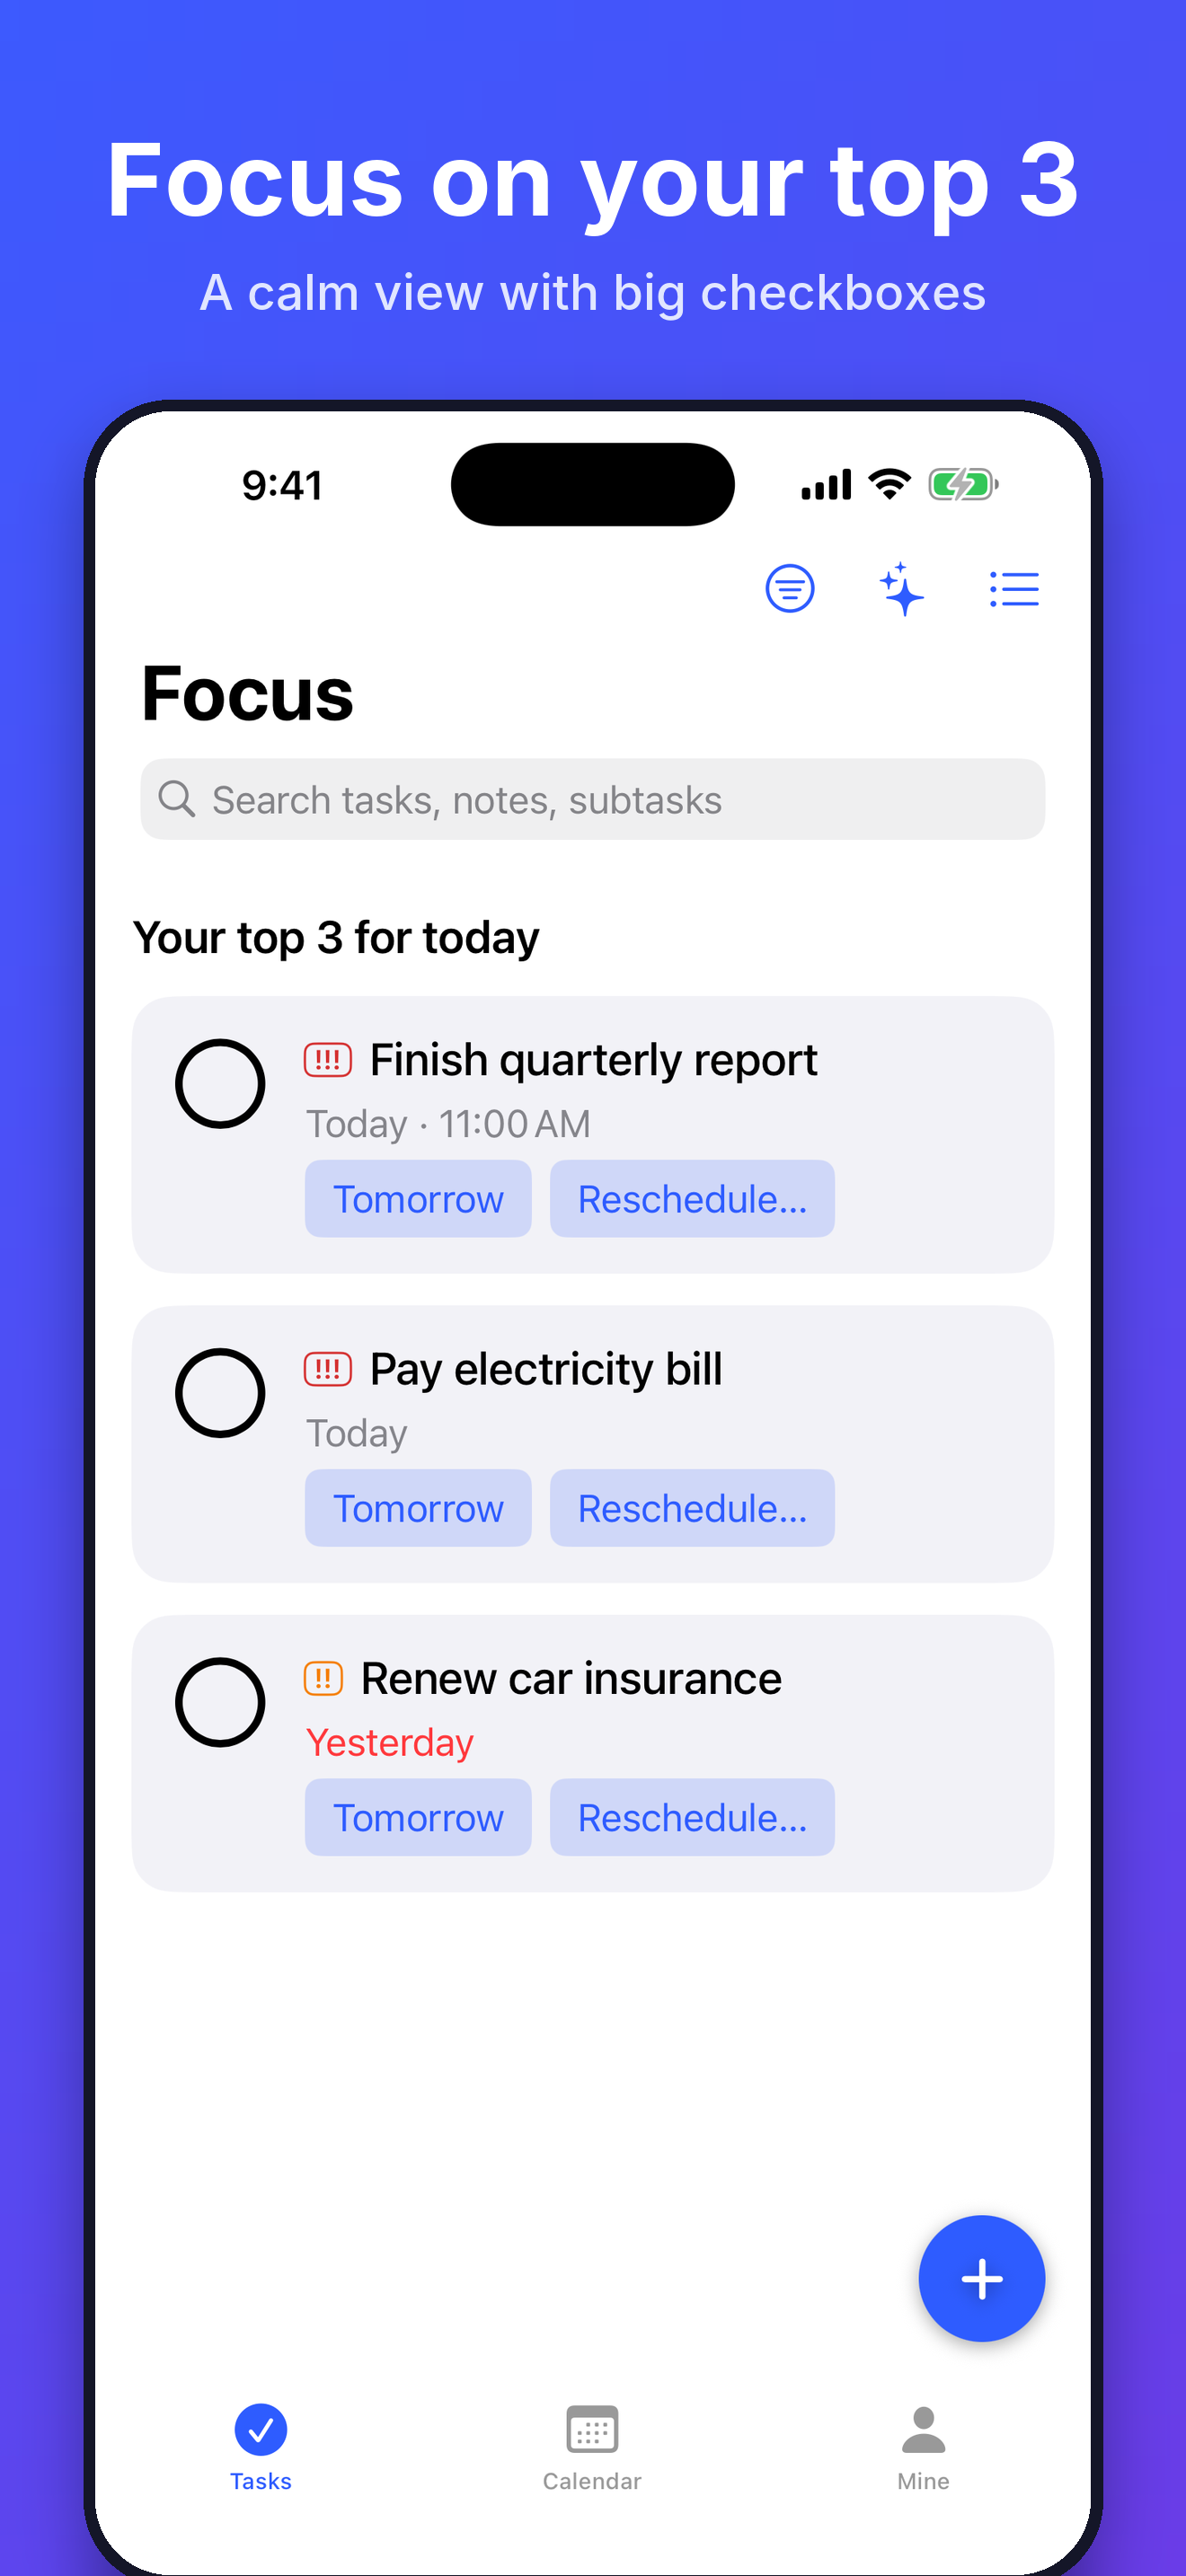 Focus on your top 3
A calm view with big checkboxes
9:41
Focus
Search tasks, notes, subtasks
Your top 3 for today
!!! Finish quarterly report
Today · 11:00 AM
Tomorrow Reschedule...
!!! Pay electricity bill
Today
Tomorrow Reschedule...
!! Renew car insurance
Yesterday
Tomorrow Reschedule...
Tasks Calendar Mine